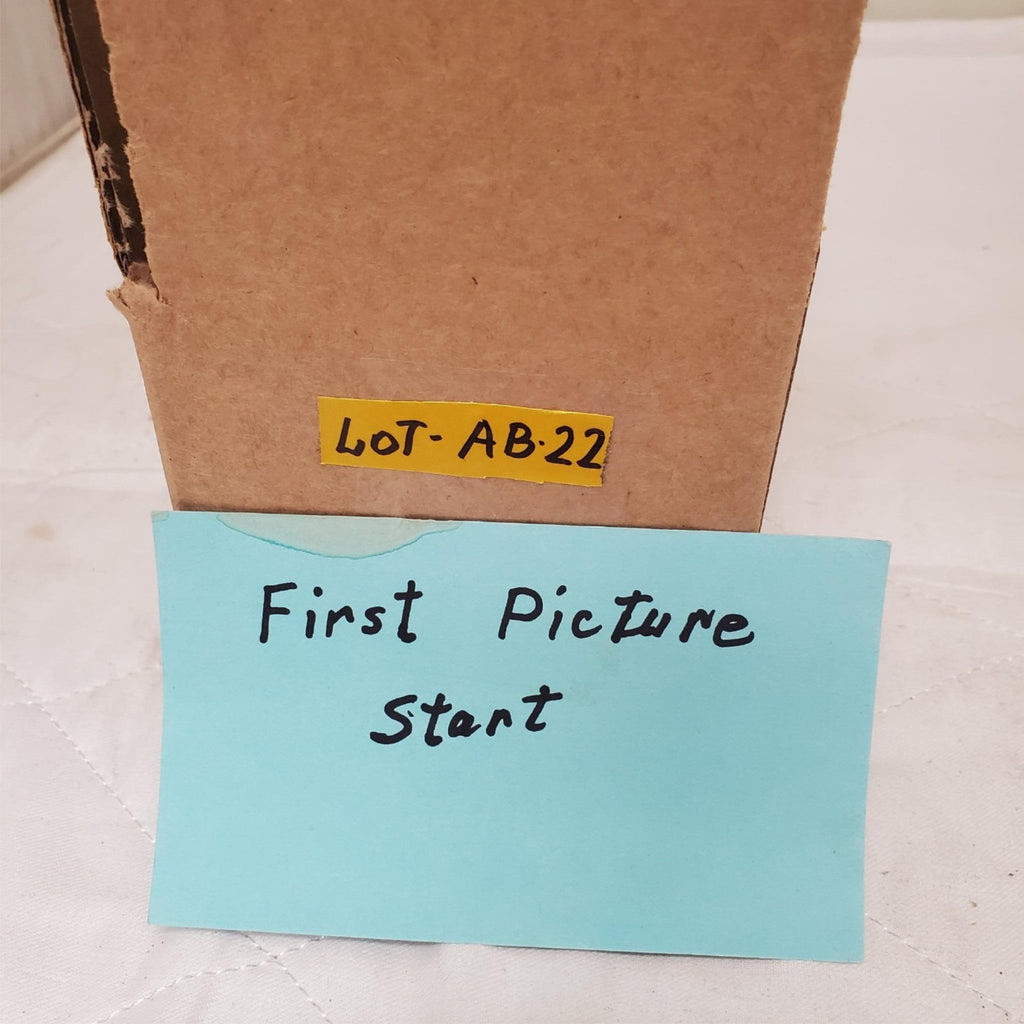 LOT- AB.22
First Picture
Start